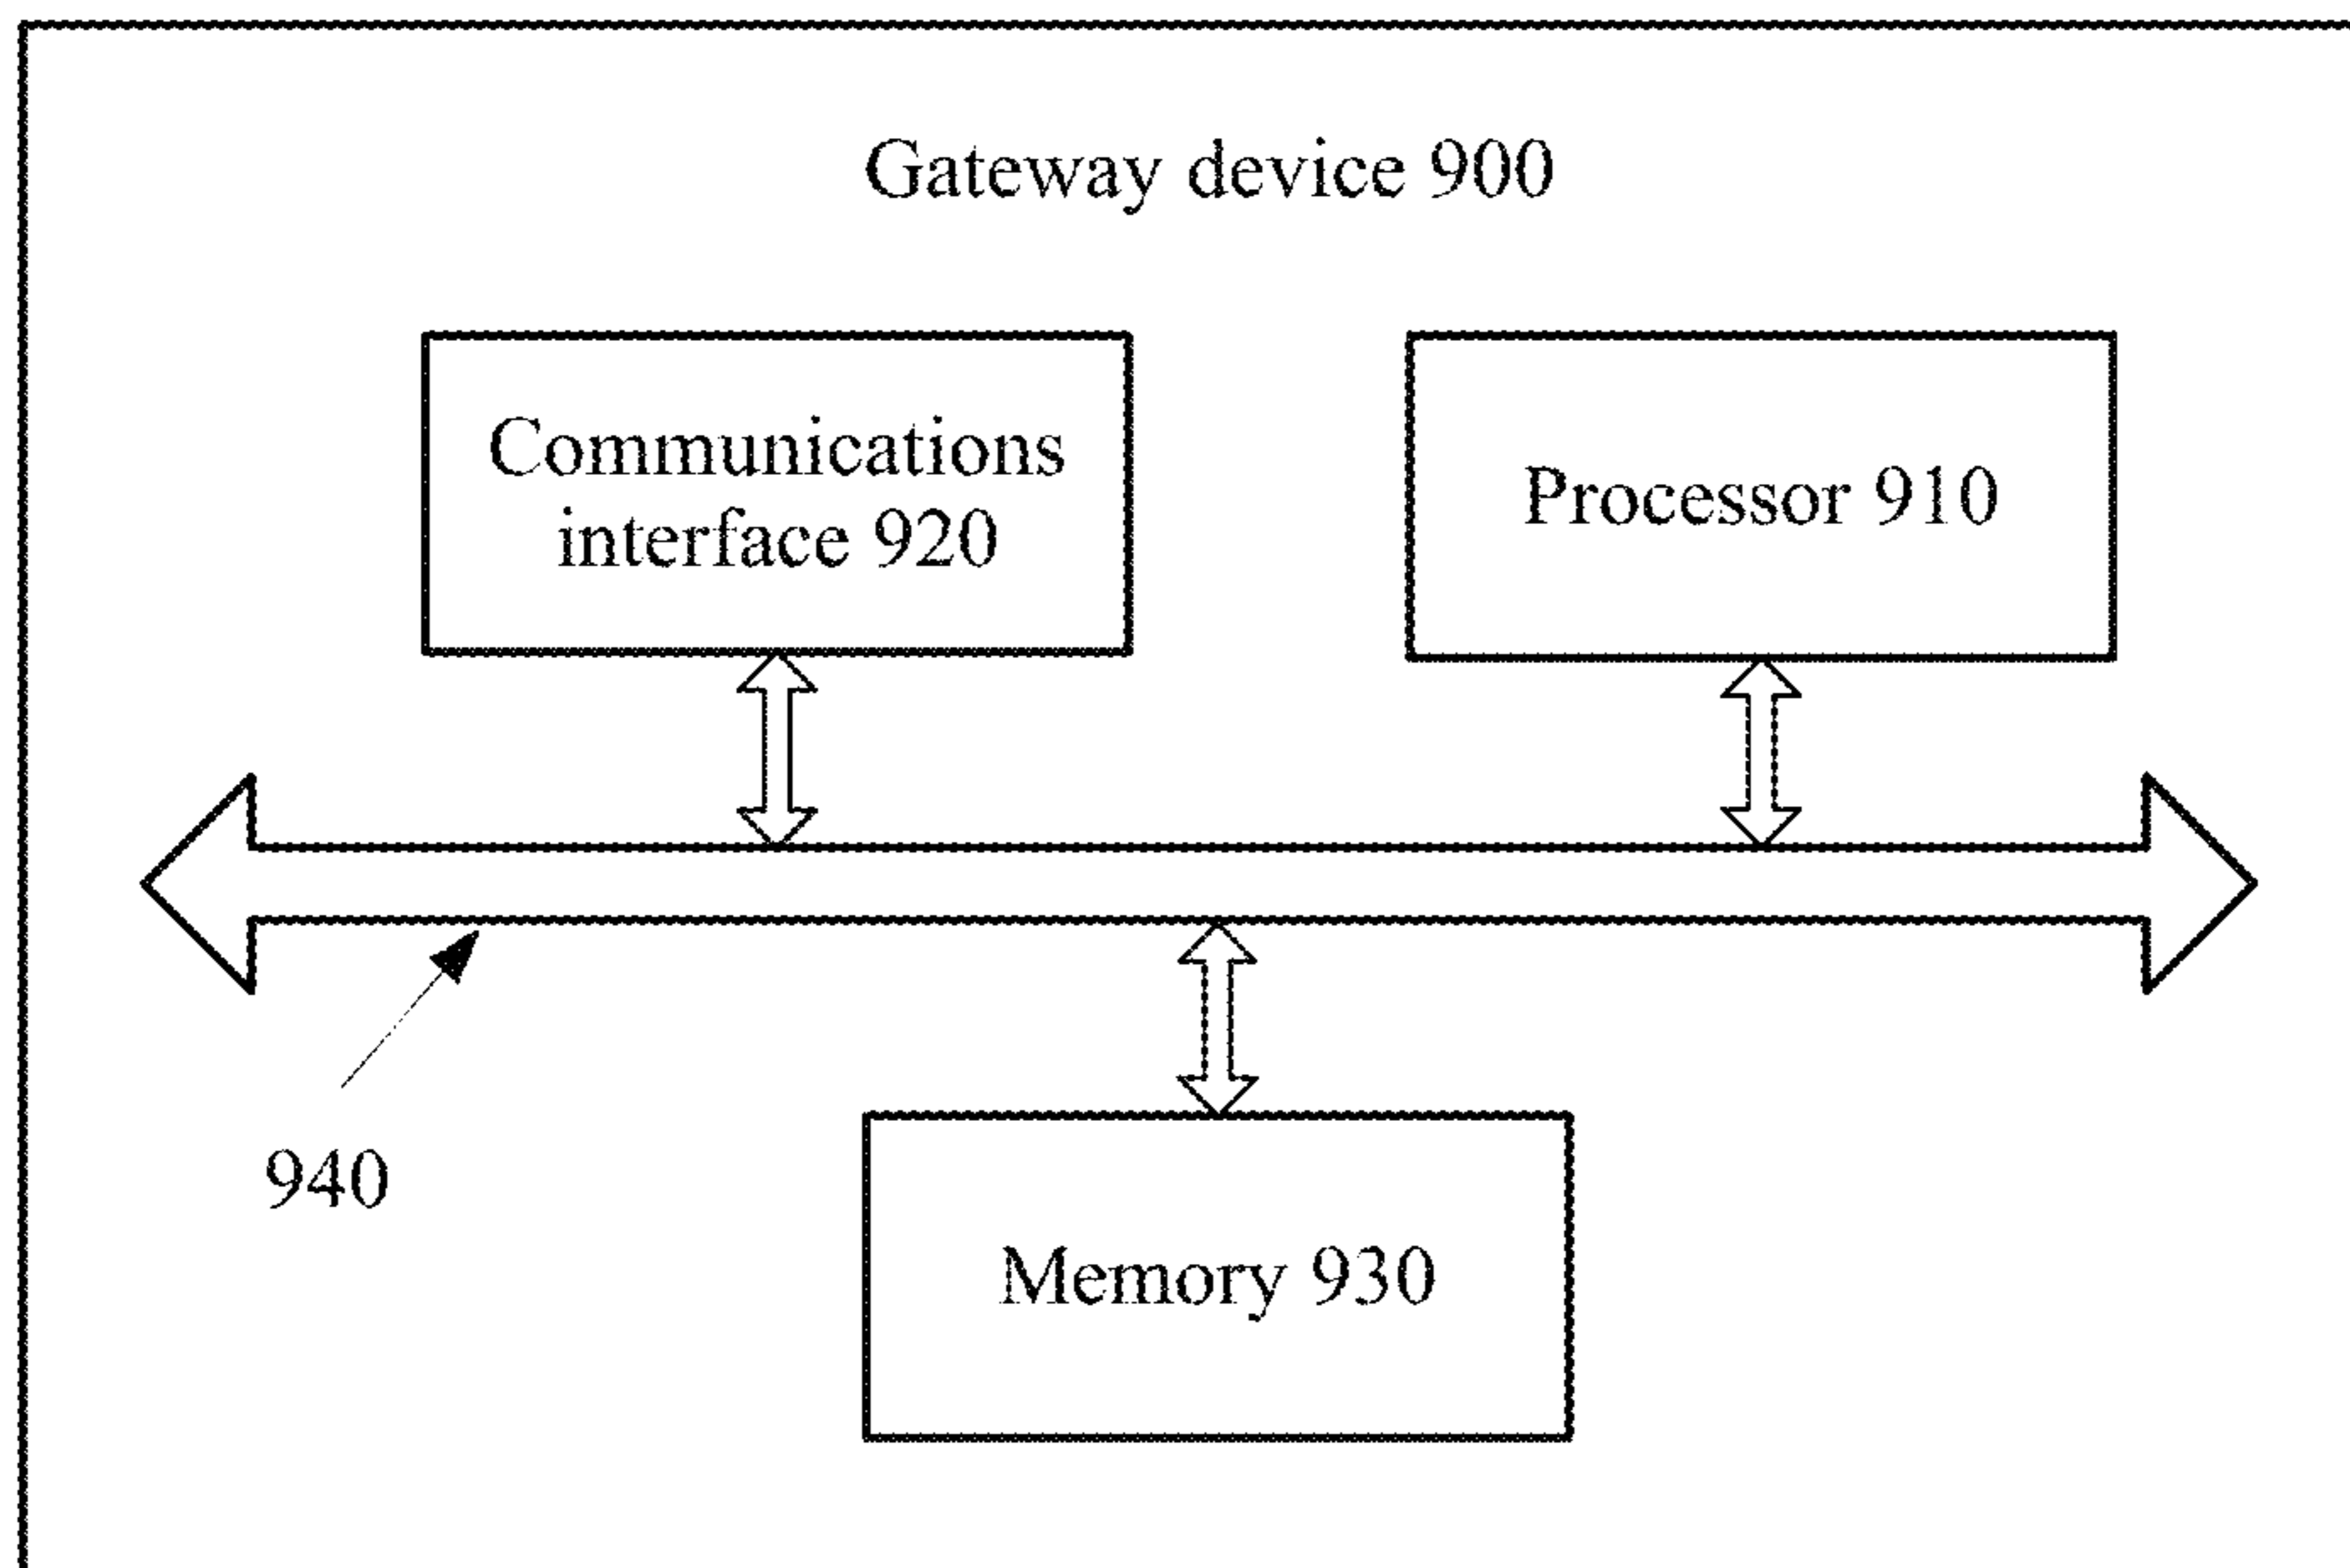 Gateway device 900
Communications
interface 920
Processor 910
940
Memory 930